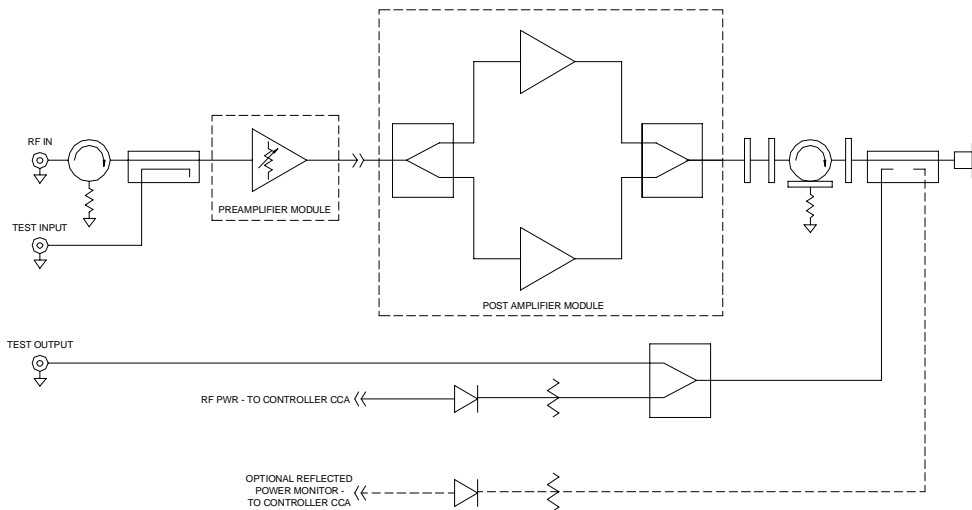 RF IN
PREAMPLIFIER MODULE
TEST INPUT
POST AMPLIFIER MODULE
TEST OUTPUT
RF PWR - TO CONTROLLER CCA
OPTIONAL REFLECTED
POWER MONITOR -
TO CONTROLLER CCA